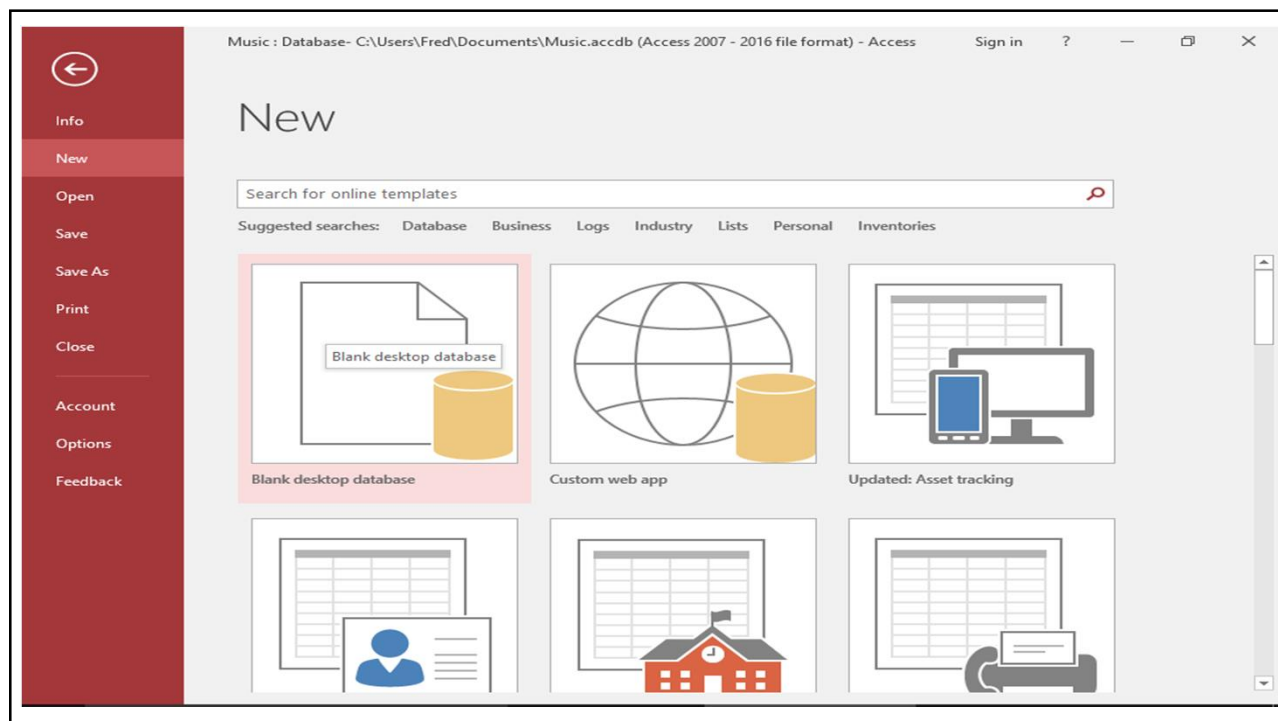 Music : Database- C:\Users\Fred\Documents\Music.accdb (Access 2007 - 2016 file format) - Access Sign in ?
Info
New
Open
Save
Save As
Print
Close
Account
Options
Feedback
New
Search for online templates
Suggested searches: Database Business Logs Industry Lists Personal Inventories
Blank desktop database
Blank desktop database Custom web app Updated: Asset tracking